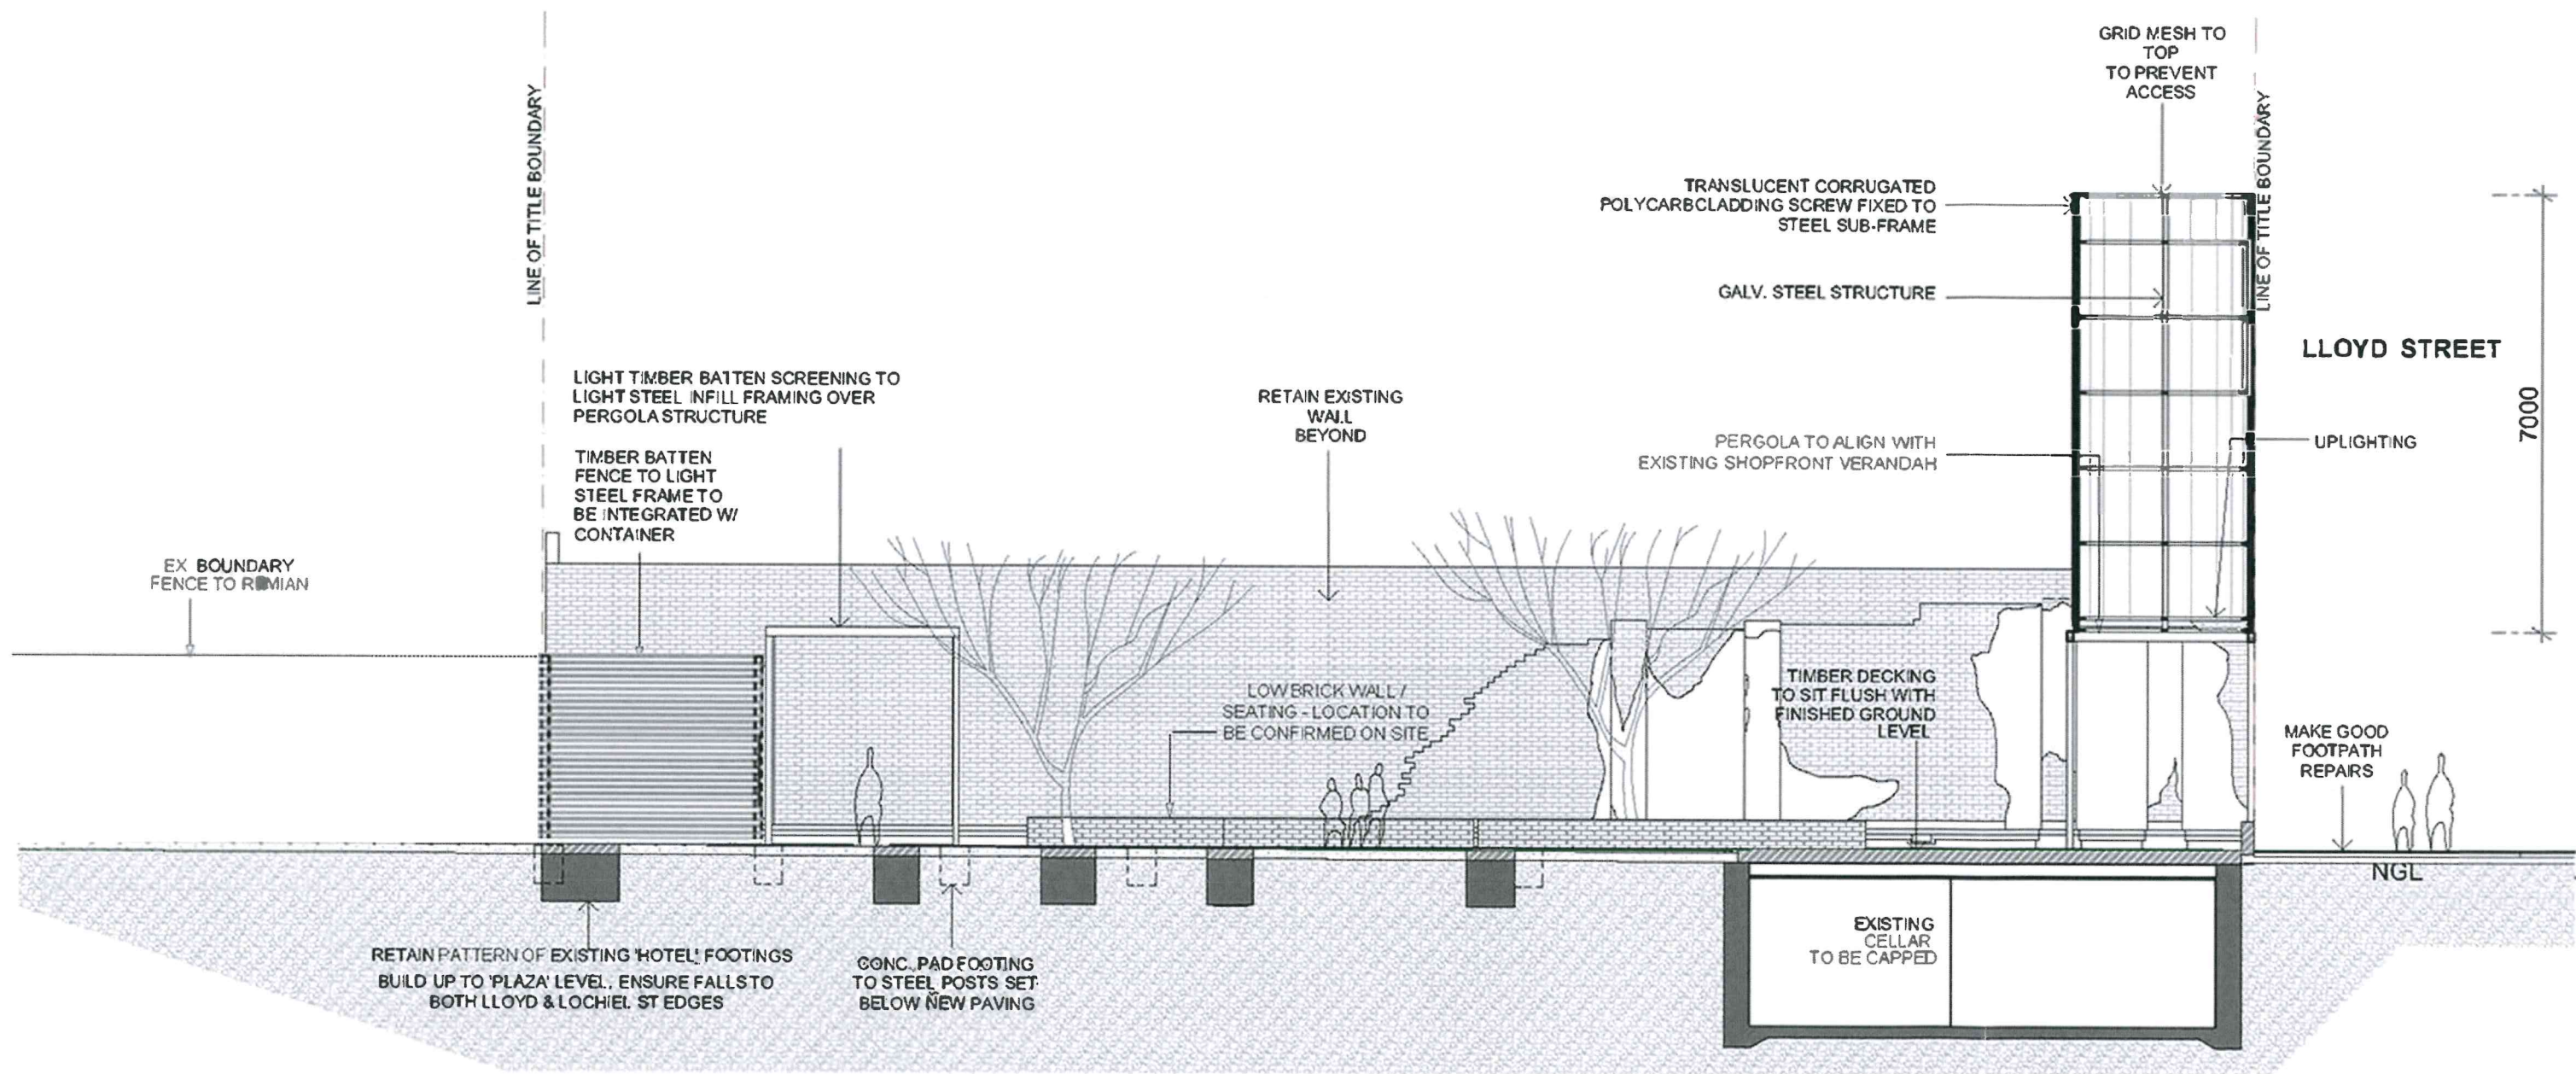 GRID MESH TO
TOP
TO PREVENT
ACCESS
LINE OF TITLE BOUNDARY
LINE OF TITLE BOUNDARY
TRANSLUCENT CORRUGATED
POLYCARBCLADDING SCREW FIXED TO
STEEL SUB-FRAME
GALV. STEEL STRUCTURE
LLOYD STREET
7000
LIGHT TIMBER BATTEN SCREENING TO
LIGHT STEEL INFILL FRAMING OVER
PERGOLA STRUCTURE
RETAIN EXISTING
WALL
BEYOND
PERGOLA TO ALIGN WITH
EXISTING SHOPFRONT VERANDAH
UPLIGHTING
TIMBER BATTEN
FENCE TO LIGHT
STEEL FRAME TO
BE INTEGRATED W/
CONTAINER
EX BOUNDARY
FENCE TO
LOW BRICK WALL /
SEATING - LOCATION TO
BE CONFIRMED ON SITE
TIMBER DECKING
TO SIT FLUSH WITH
FINISHED GROUND
LEVEL
MAKE GOOD
FOOTPATH
REPAIRS
NGL
EXISTING
CELLAR
TO BE CAPPED
RETAIN PATTERN OF EXISTING 'HOTEL' FOOTINGS
BUILD UP TO 'PLAZA' LEVEL, ENSURE FALLS TO
BOTH LLOYD & LOCHIEL ST EDGES
CONC. PAD FOOTING
TO STEEL POSTS SET
BELOW NEW PAVING